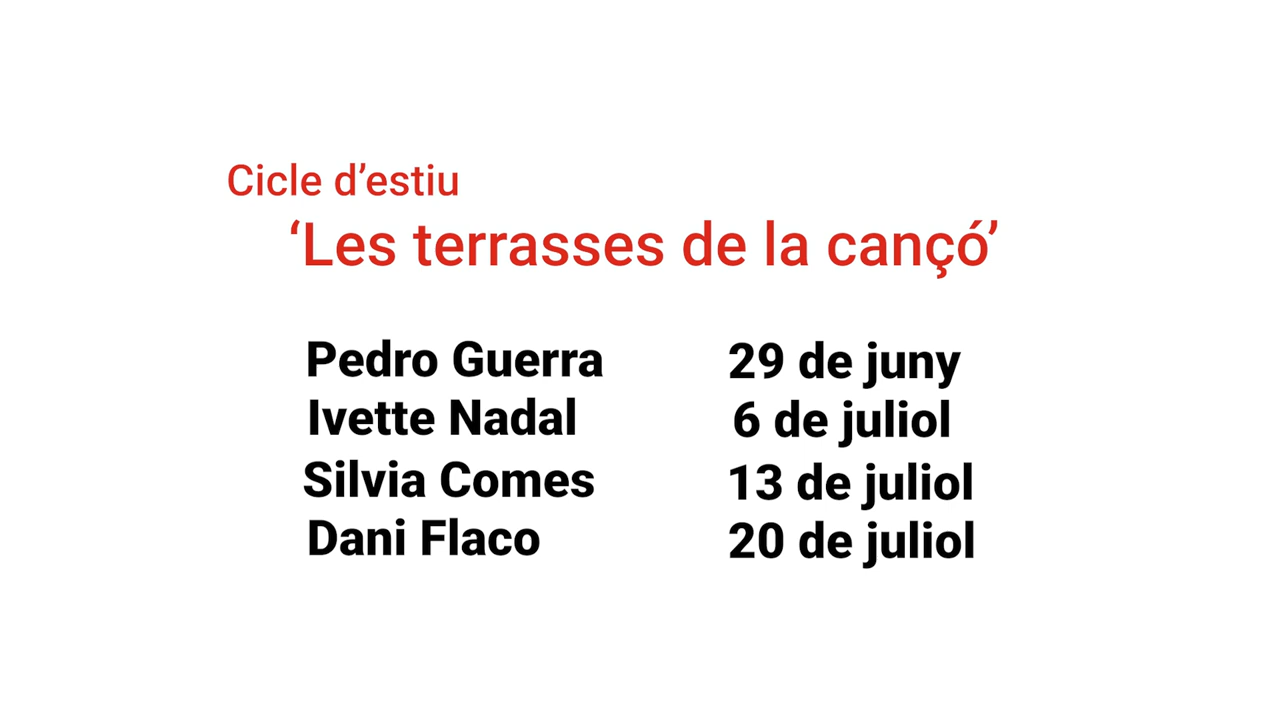 Cicle d’estiu
‘Les terrasses de la cançó’
Pedro Guerra 29 de juny
Ivette Nadal 6 de juliol
Silvia Comes 13 de juliol
Dani Flaco 20 de juliol